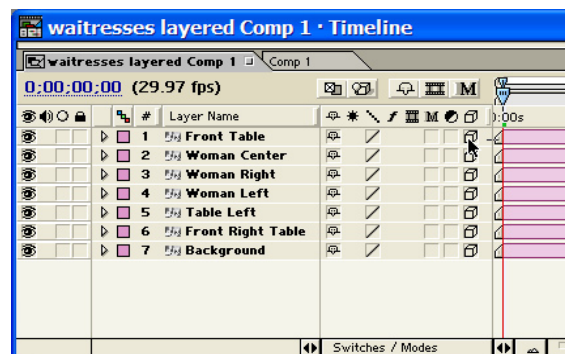 waitresses layered Comp 1 · Timeline
waitresses layered Comp 1 Comp 1
0;00;00;00 (29.97 fps) M
# Layer Name M 0:00s
1 Front Table
2 Woman Center
3 Woman Right
4 Woman Left
5 Table Left
6 Front Right Table
7 Background
Switches / Modes